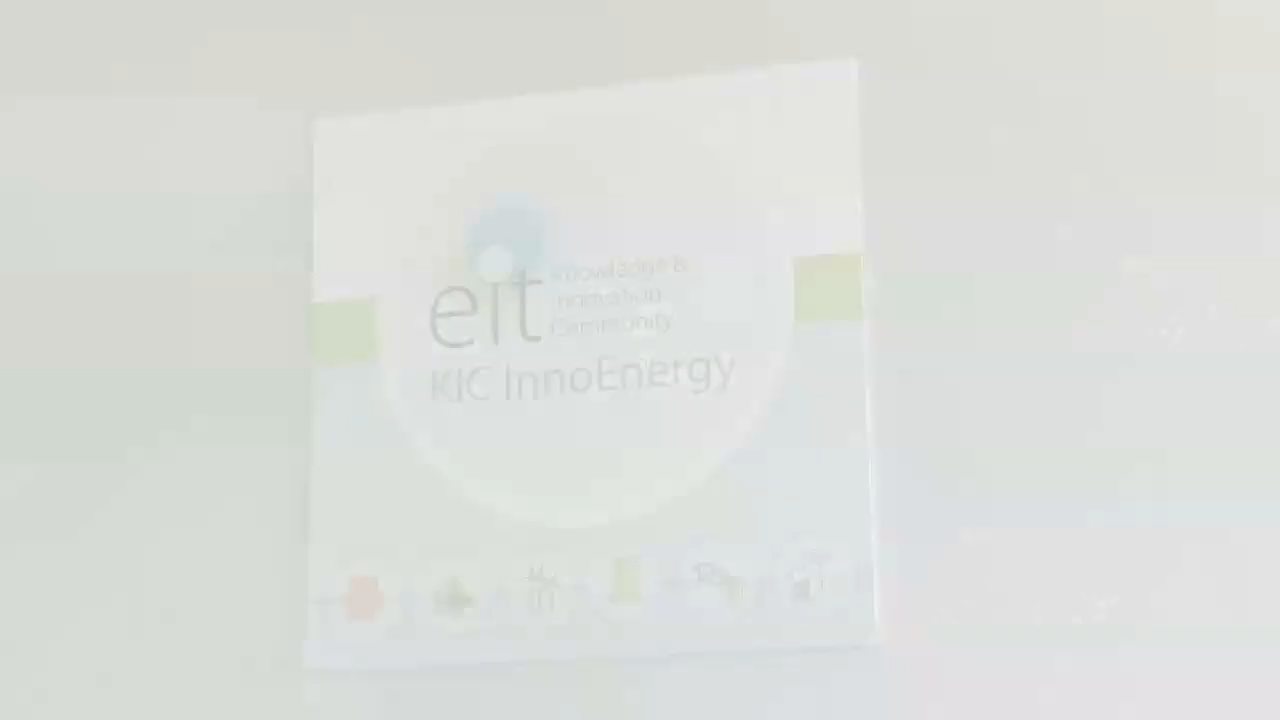 eit
Knowledge &
Innovation
Community
KIC InnoEnergy